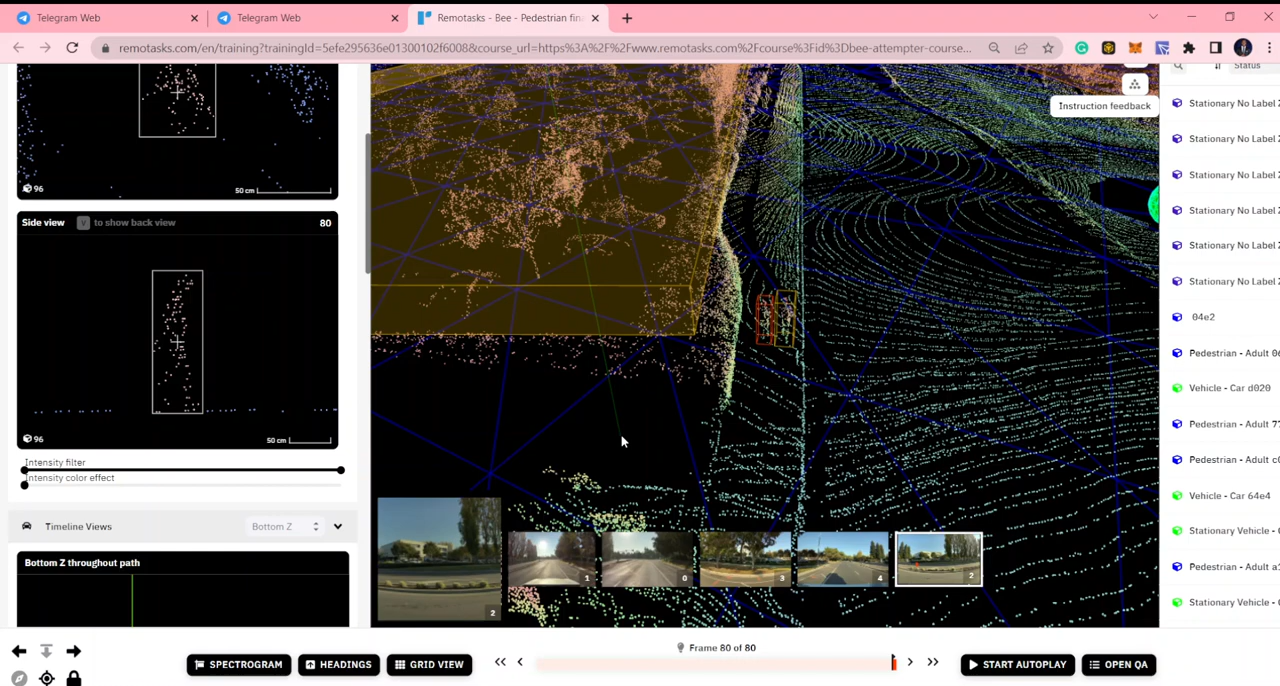 Telegram Web
Telegram Web
Remotasks - Bee - Pedestrian fin
remotasks.com/en/training?trainingId=5efe295636e01300102f6008&course_url=https%3A%2F%2Fwww.remotasks.com%2Fcourse%3Fid%3Dbee-attempter-course...
96
50 cm
Side view
to show back view
80
96
50 cm
Intensity filter
Intensity color effect
Timeline Views
Bottom Z
Bottom Z throughout path
Instruction feedback
2
1
0
3
4
2
Status
Stationary No Label
Stationary No Label
Stationary No Label
Stationary No Label
Stationary No Label
Stationary No Label
04e2
Pedestrian - Adult 06
Vehicle - Car d020
Pedestrian - Adult 77
Pedestrian - Adult c0
Vehicle - Car 64e4
Stationary Vehicle -
Pedestrian - Adult a1
Stationary Vehicle -
SPECTROGRAM
HEADINGS
GRID VIEW
Frame 80 of 80
START AUTOPLAY
OPEN QA